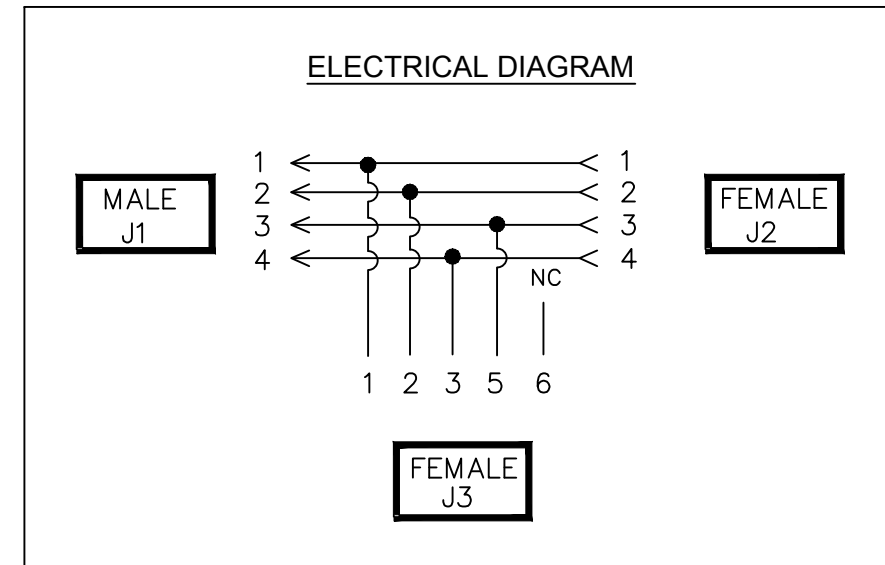 ELECTRICAL DIAGRAM
1 1
2 2
3 3
4 4
MALE
J1
FEMALE
J2
NC
1 2 3 5 6
FEMALE
J3